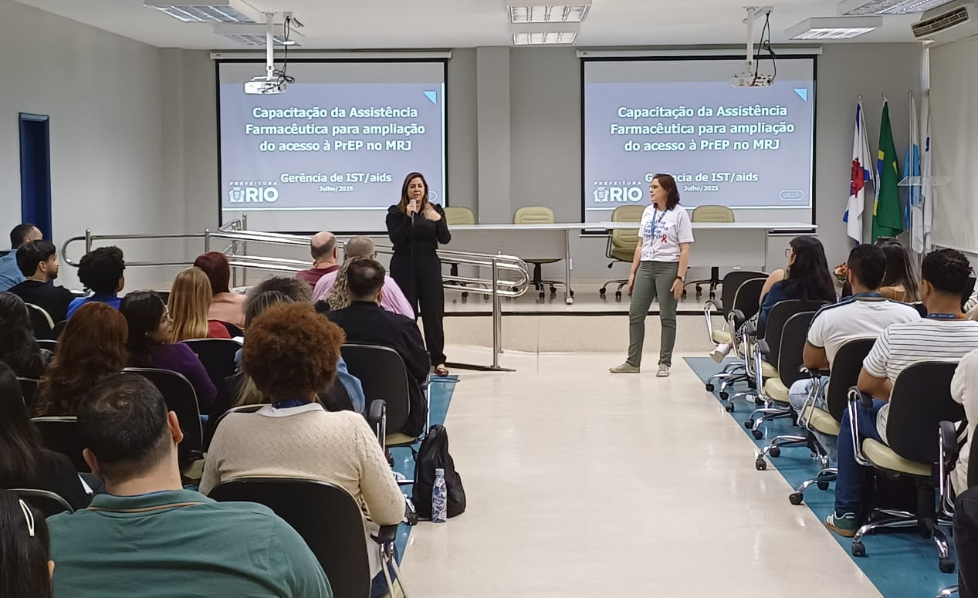 Capacitação da Assistência
Farmacêutica para ampliação
do acesso à PrEP no MRJ
Gerência de IST/aids
Julho/2025
PREFEITURA
RIO
Capacitação da Assistência
Farmacêutica para ampliação
do acesso à PrEP no MRJ
Gerência de IST/aids
Julho/2025
PREFEITURA
RIO